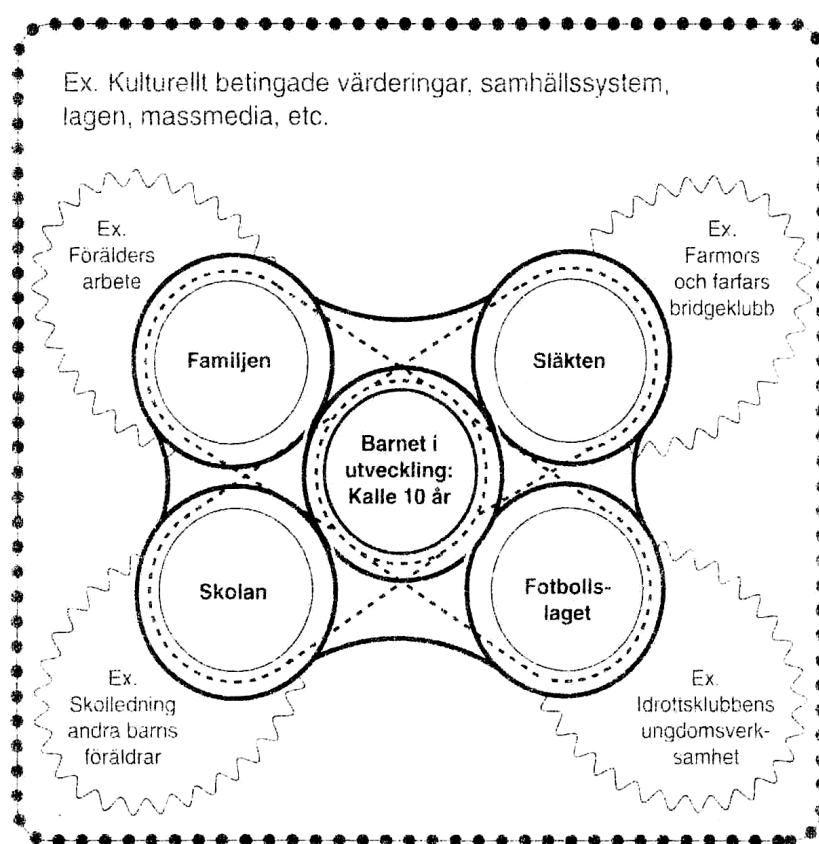 Ex. Kulturellt betingade värderingar, samhällssystem,
lagen, massmedia, etc.
Ex.
Förälders
arbete
Ex.
Farmors
och farfars
bridgeklubb
Familjen
Släkten
Barnet i
utveckling:
Kalle 10 år
Skolan
Fotbolls-
laget
Ex.
Skolledning
andra barns
föräldrar
Ex.
Idrottsklubbens
ungdomsverk-
samhet